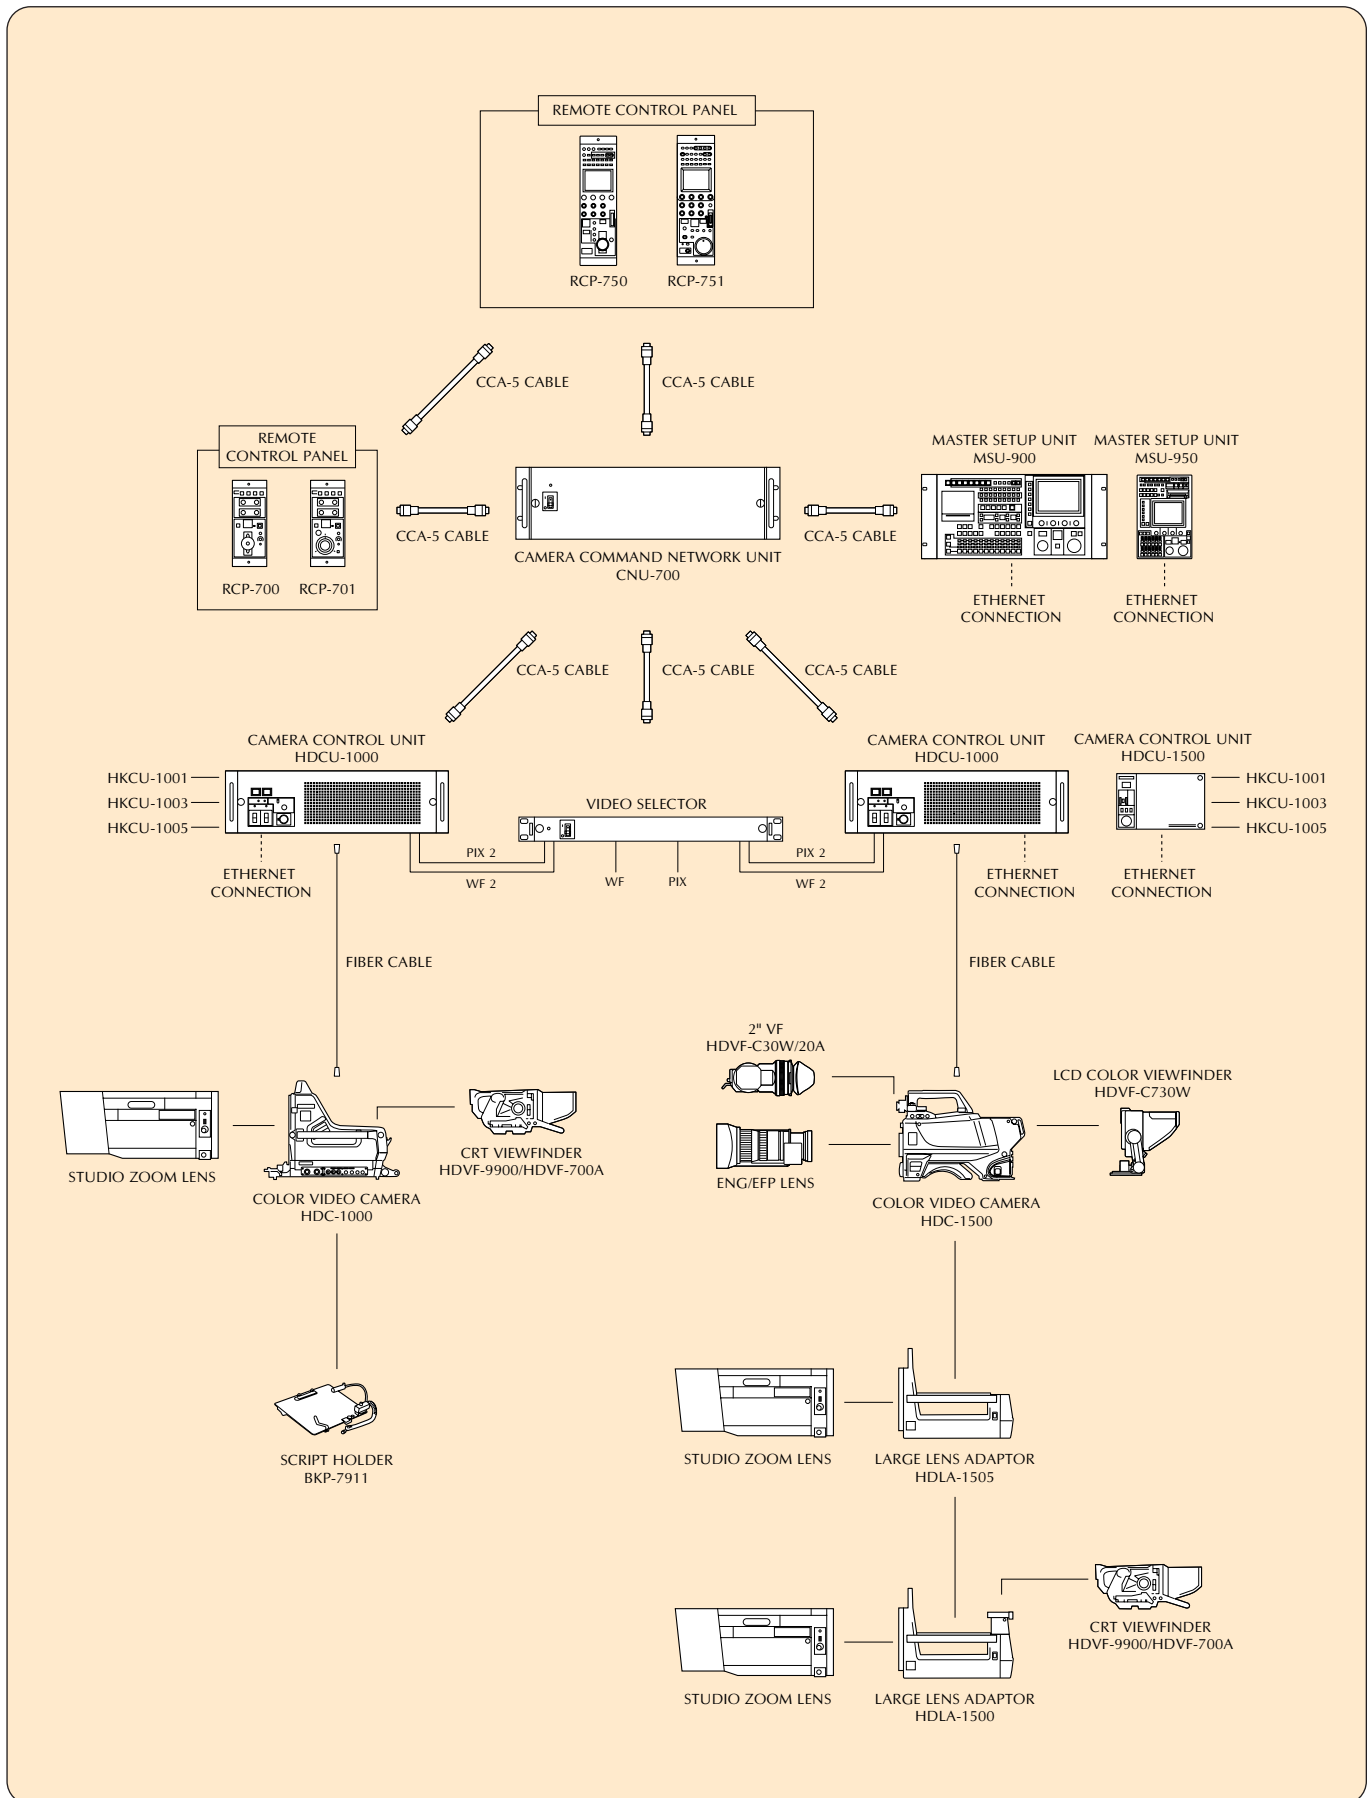 REMOTE CONTROL PANEL
RCP-750
RCP-751
CCA-5 CABLE
CCA-5 CABLE
REMOTE
CONTROL PANEL
RCP-700
RCP-701
CCA-5 CABLE
CAMERA COMMAND NETWORK UNIT
CNU-700
CCA-5 CABLE
MASTER SETUP UNIT
MSU-900
MASTER SETUP UNIT
MSU-950
ETHERNET
CONNECTION
ETHERNET
CONNECTION
CCA-5 CABLE
CCA-5 CABLE
CCA-5 CABLE
CAMERA CONTROL UNIT
HDCU-1000
HKCU-1001
HKCU-1003
HKCU-1005
ETHERNET
CONNECTION
VIDEO SELECTOR
PIX 2
WF 2
WF
PIX
PIX 2
WF 2
CAMERA CONTROL UNIT
HDCU-1000
ETHERNET
CONNECTION
CAMERA CONTROL UNIT
HDCU-1500
HKCU-1001
HKCU-1003
HKCU-1005
ETHERNET
CONNECTION
FIBER CABLE
FIBER CABLE
STUDIO ZOOM LENS
COLOR VIDEO CAMERA
HDC-1000
CRT VIEWFINDER
HDVF-9900/HDVF-700A
2" VF
HDVF-C30W/20A
ENG/EFP LENS
COLOR VIDEO CAMERA
HDC-1500
LCD COLOR VIEWFINDER
HDVF-C730W
SCRIPT HOLDER
BKP-7911
STUDIO ZOOM LENS
LARGE LENS ADAPTOR
HDLA-1505
STUDIO ZOOM LENS
LARGE LENS ADAPTOR
HDLA-1500
CRT VIEWFINDER
HDVF-9900/HDVF-700A